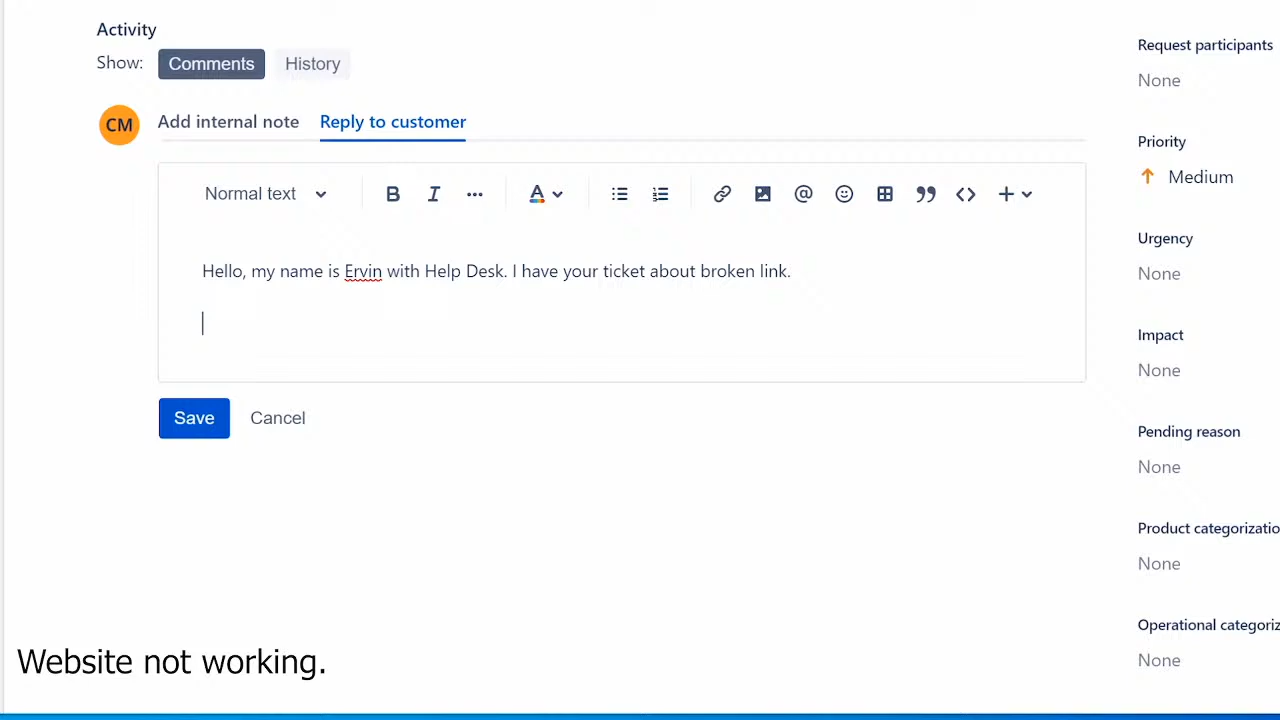 Activity
Show: Comments History
CM Add internal note Reply to customer
Normal text B I A @ + 
Hello, my name is Ervin with Help Desk. I have your ticket about broken link.
Save Cancel
Request participants
None
Priority
Medium
Urgency
None
Impact
None
Pending reason
None
Product categorizatio
None
Operational categoriz
None
Website not working.